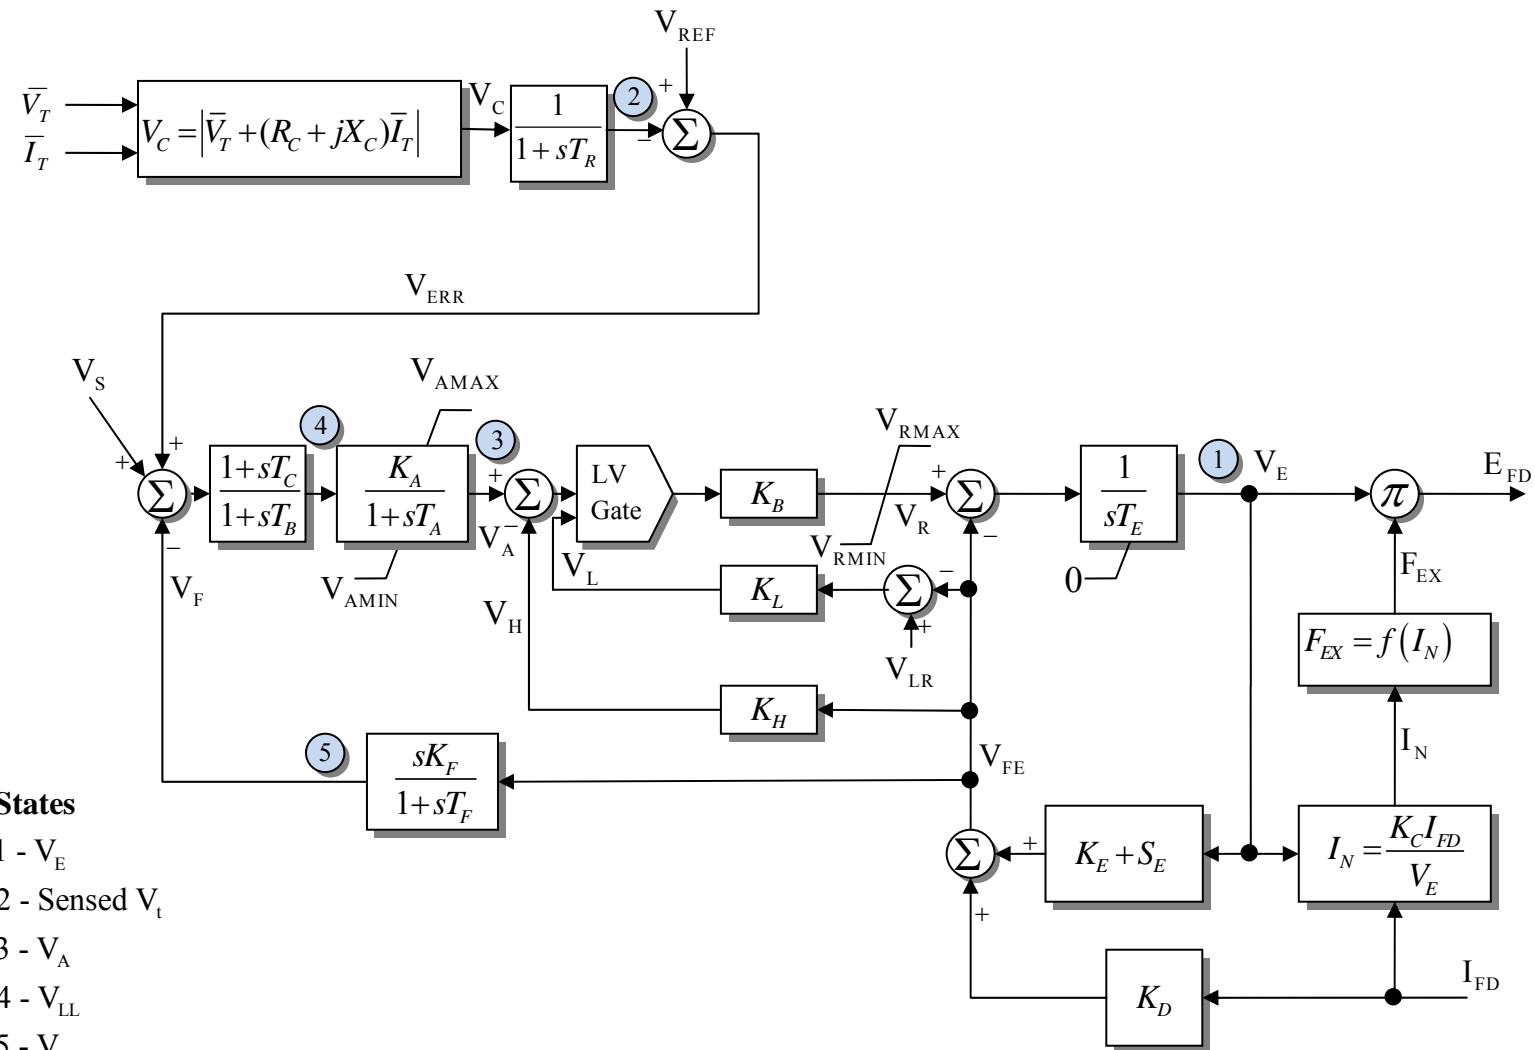 V_REF
V̅_T
I̅_T
V_C = |V̅_T + (R_C + jX_C)I̅_T|
V_C
1
1 + sT_R
2
+
−
Σ
V_ERR
V_S
+
+
−
Σ
V_F
1 + sT_C
1 + sT_B
4
V_AMAX
K_A
1 + sT_A
V_AMIN
3
+
Σ
V_A
−
LV
Gate
V_L
V_H
K_B
V_RMAX
V_R
V_RMIN
+
Σ
−
1
sT_E
0
1
V_E
π
E_FD
F_EX
K_L
Σ
−
+
V_LR
F_EX = f(I_N)
K_H
I_N
V_FE
5
sK_F
1 + sT_F
Σ
+
+
K_E + S_E
I_N = K_C I_FD
V_E
K_D
I_FD
States
1 - V_E
2 - Sensed V_t
3 - V_A
4 - V_LL
5 - V